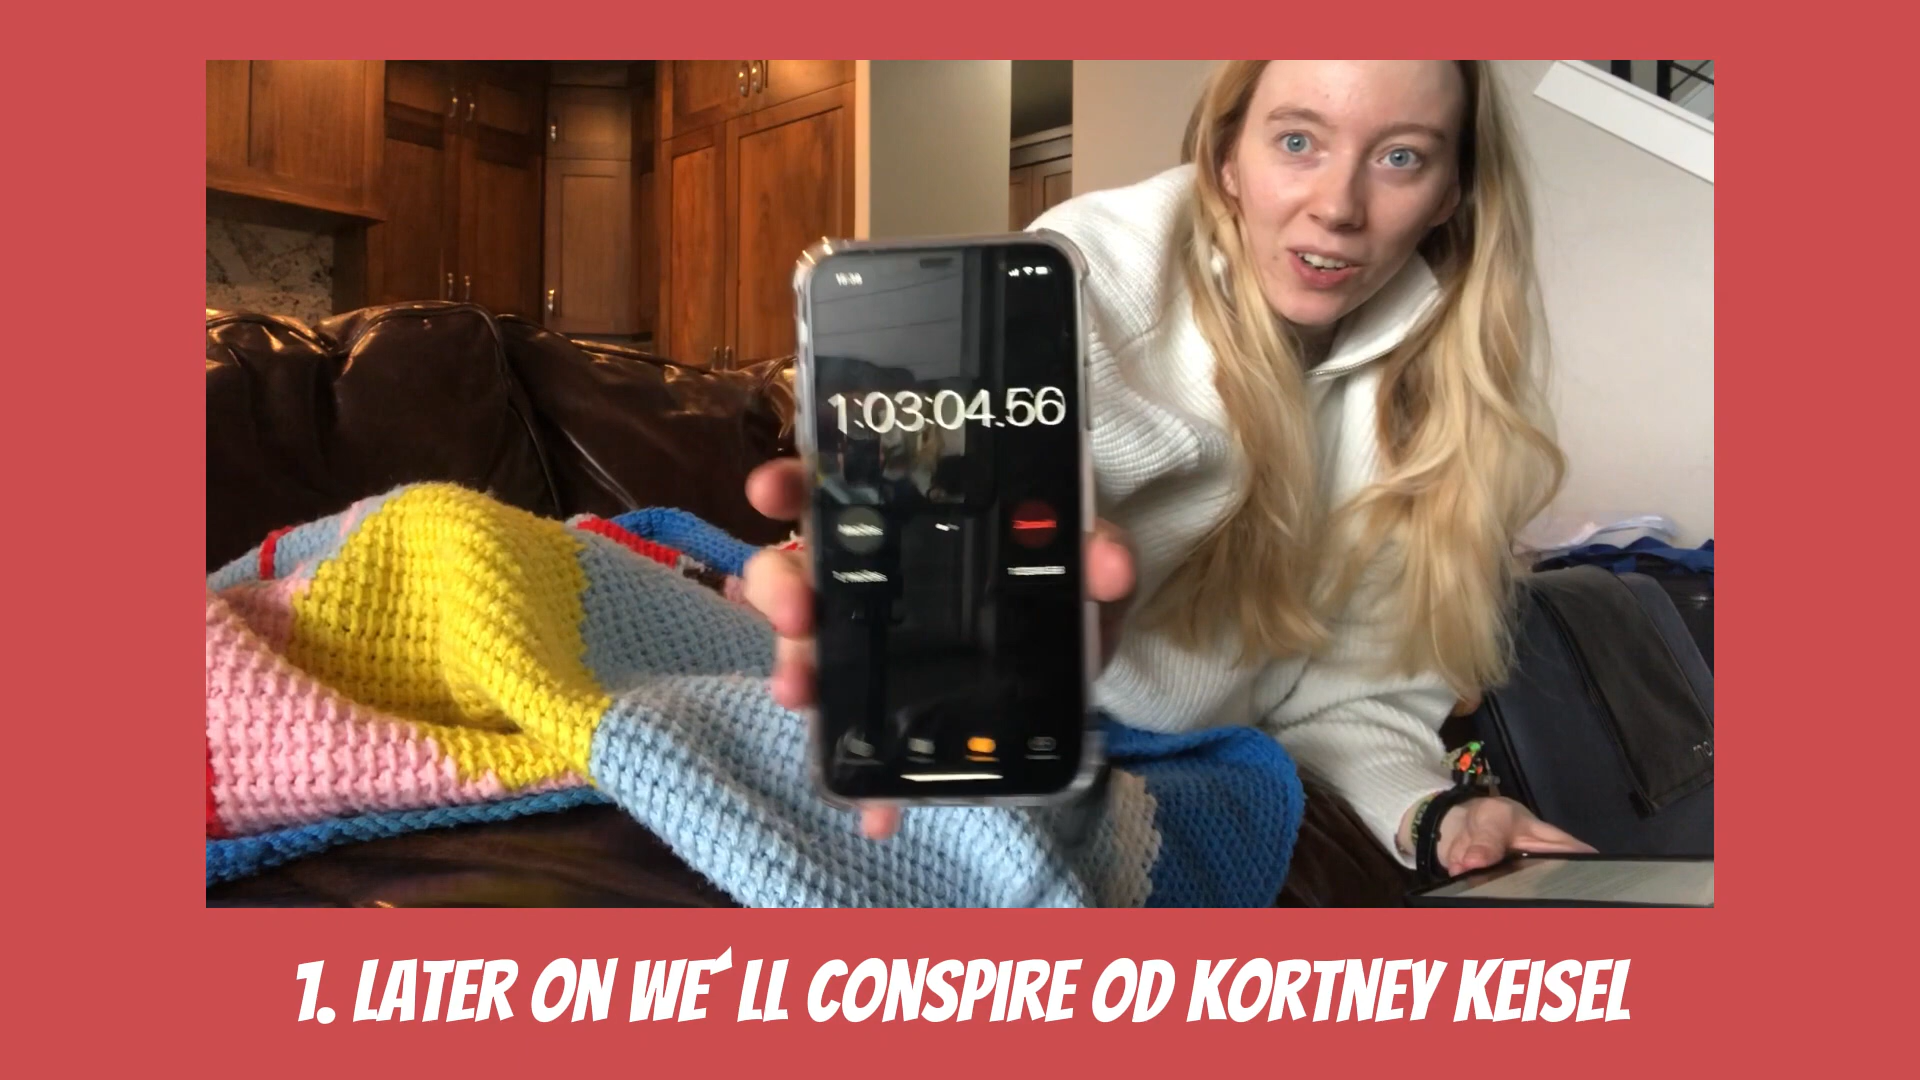 1:03:04.56
1. LATER ON WE´LL CONSPIRE OD KORTNEY KEISEL